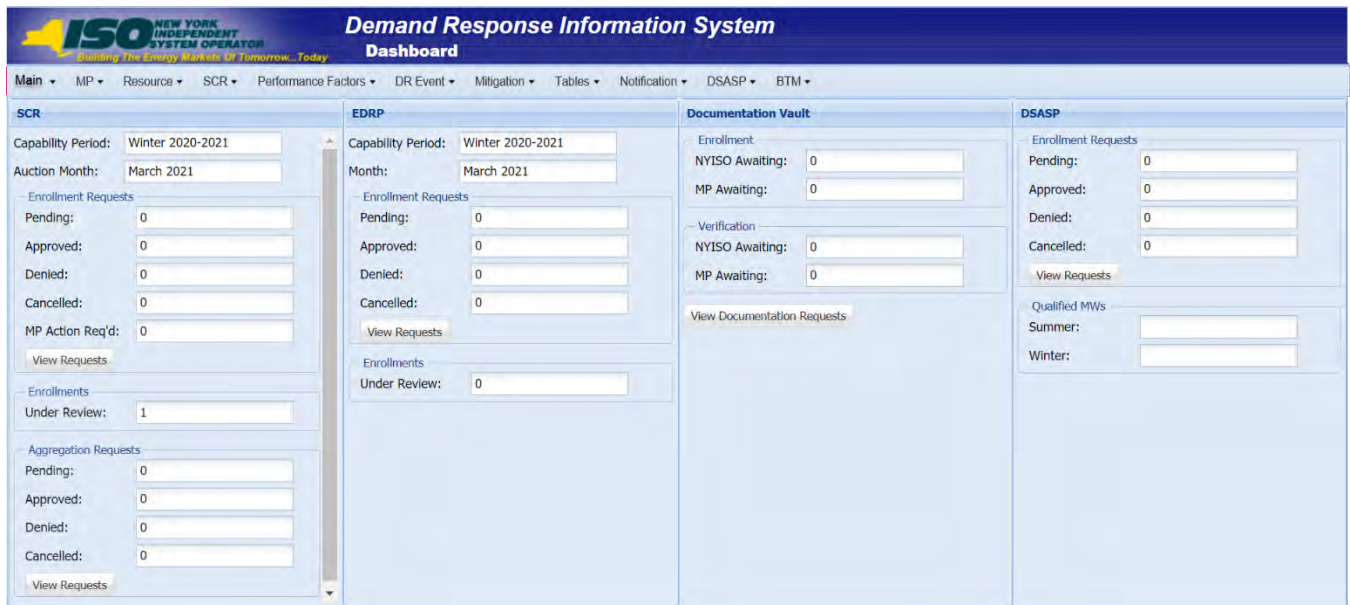 NEW YORK
INDEPENDENT
SYSTEM OPERATOR
ISO
Building The Energy Markets Of Tomorrow...Today
Demand Response Information System
Dashboard
Main MP Resource SCR Performance Factors DR Event Mitigation Tables Notification DSASP BTM
SCR
Capability Period: Winter 2020-2021
Auction Month: March 2021
Enrollment Requests
Pending: 0
Approved: 0
Denied: 0
Cancelled: 0
MP Action Req'd: 0
View Requests
Enrollments
Under Review: 1
Aggregation Requests
Pending: 0
Approved: 0
Denied: 0
Cancelled: 0
View Requests
EDRP
Capability Period: Winter 2020-2021
Month: March 2021
Enrollment Requests
Pending: 0
Approved: 0
Denied: 0
Cancelled: 0
View Requests
Enrollments
Under Review: 0
Documentation Vault
Enrollment
NYISO Awaiting: 0
MP Awaiting: 0
Verification
NYISO Awaiting: 0
MP Awaiting: 0
View Documentation Requests
DSASP
Enrollment Requests
Pending: 0
Approved: 0
Denied: 0
Cancelled: 0
View Requests
Qualified MWs
Summer:
Winter: